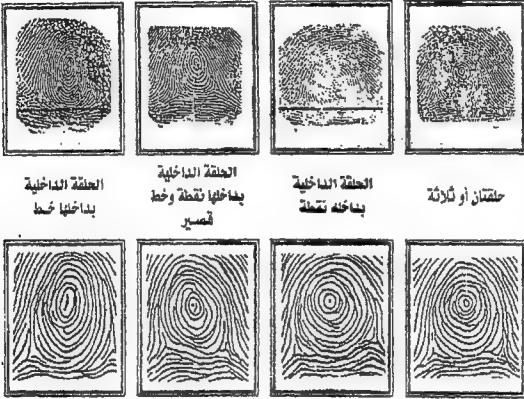 حلقتان أو ثلاثة
الحلقة الداخلية
بداخله نقطة
الحلقة الداخلية
بداخلها نقطة وخط
قصير
الحلقة الداخلية
بداخلها خط